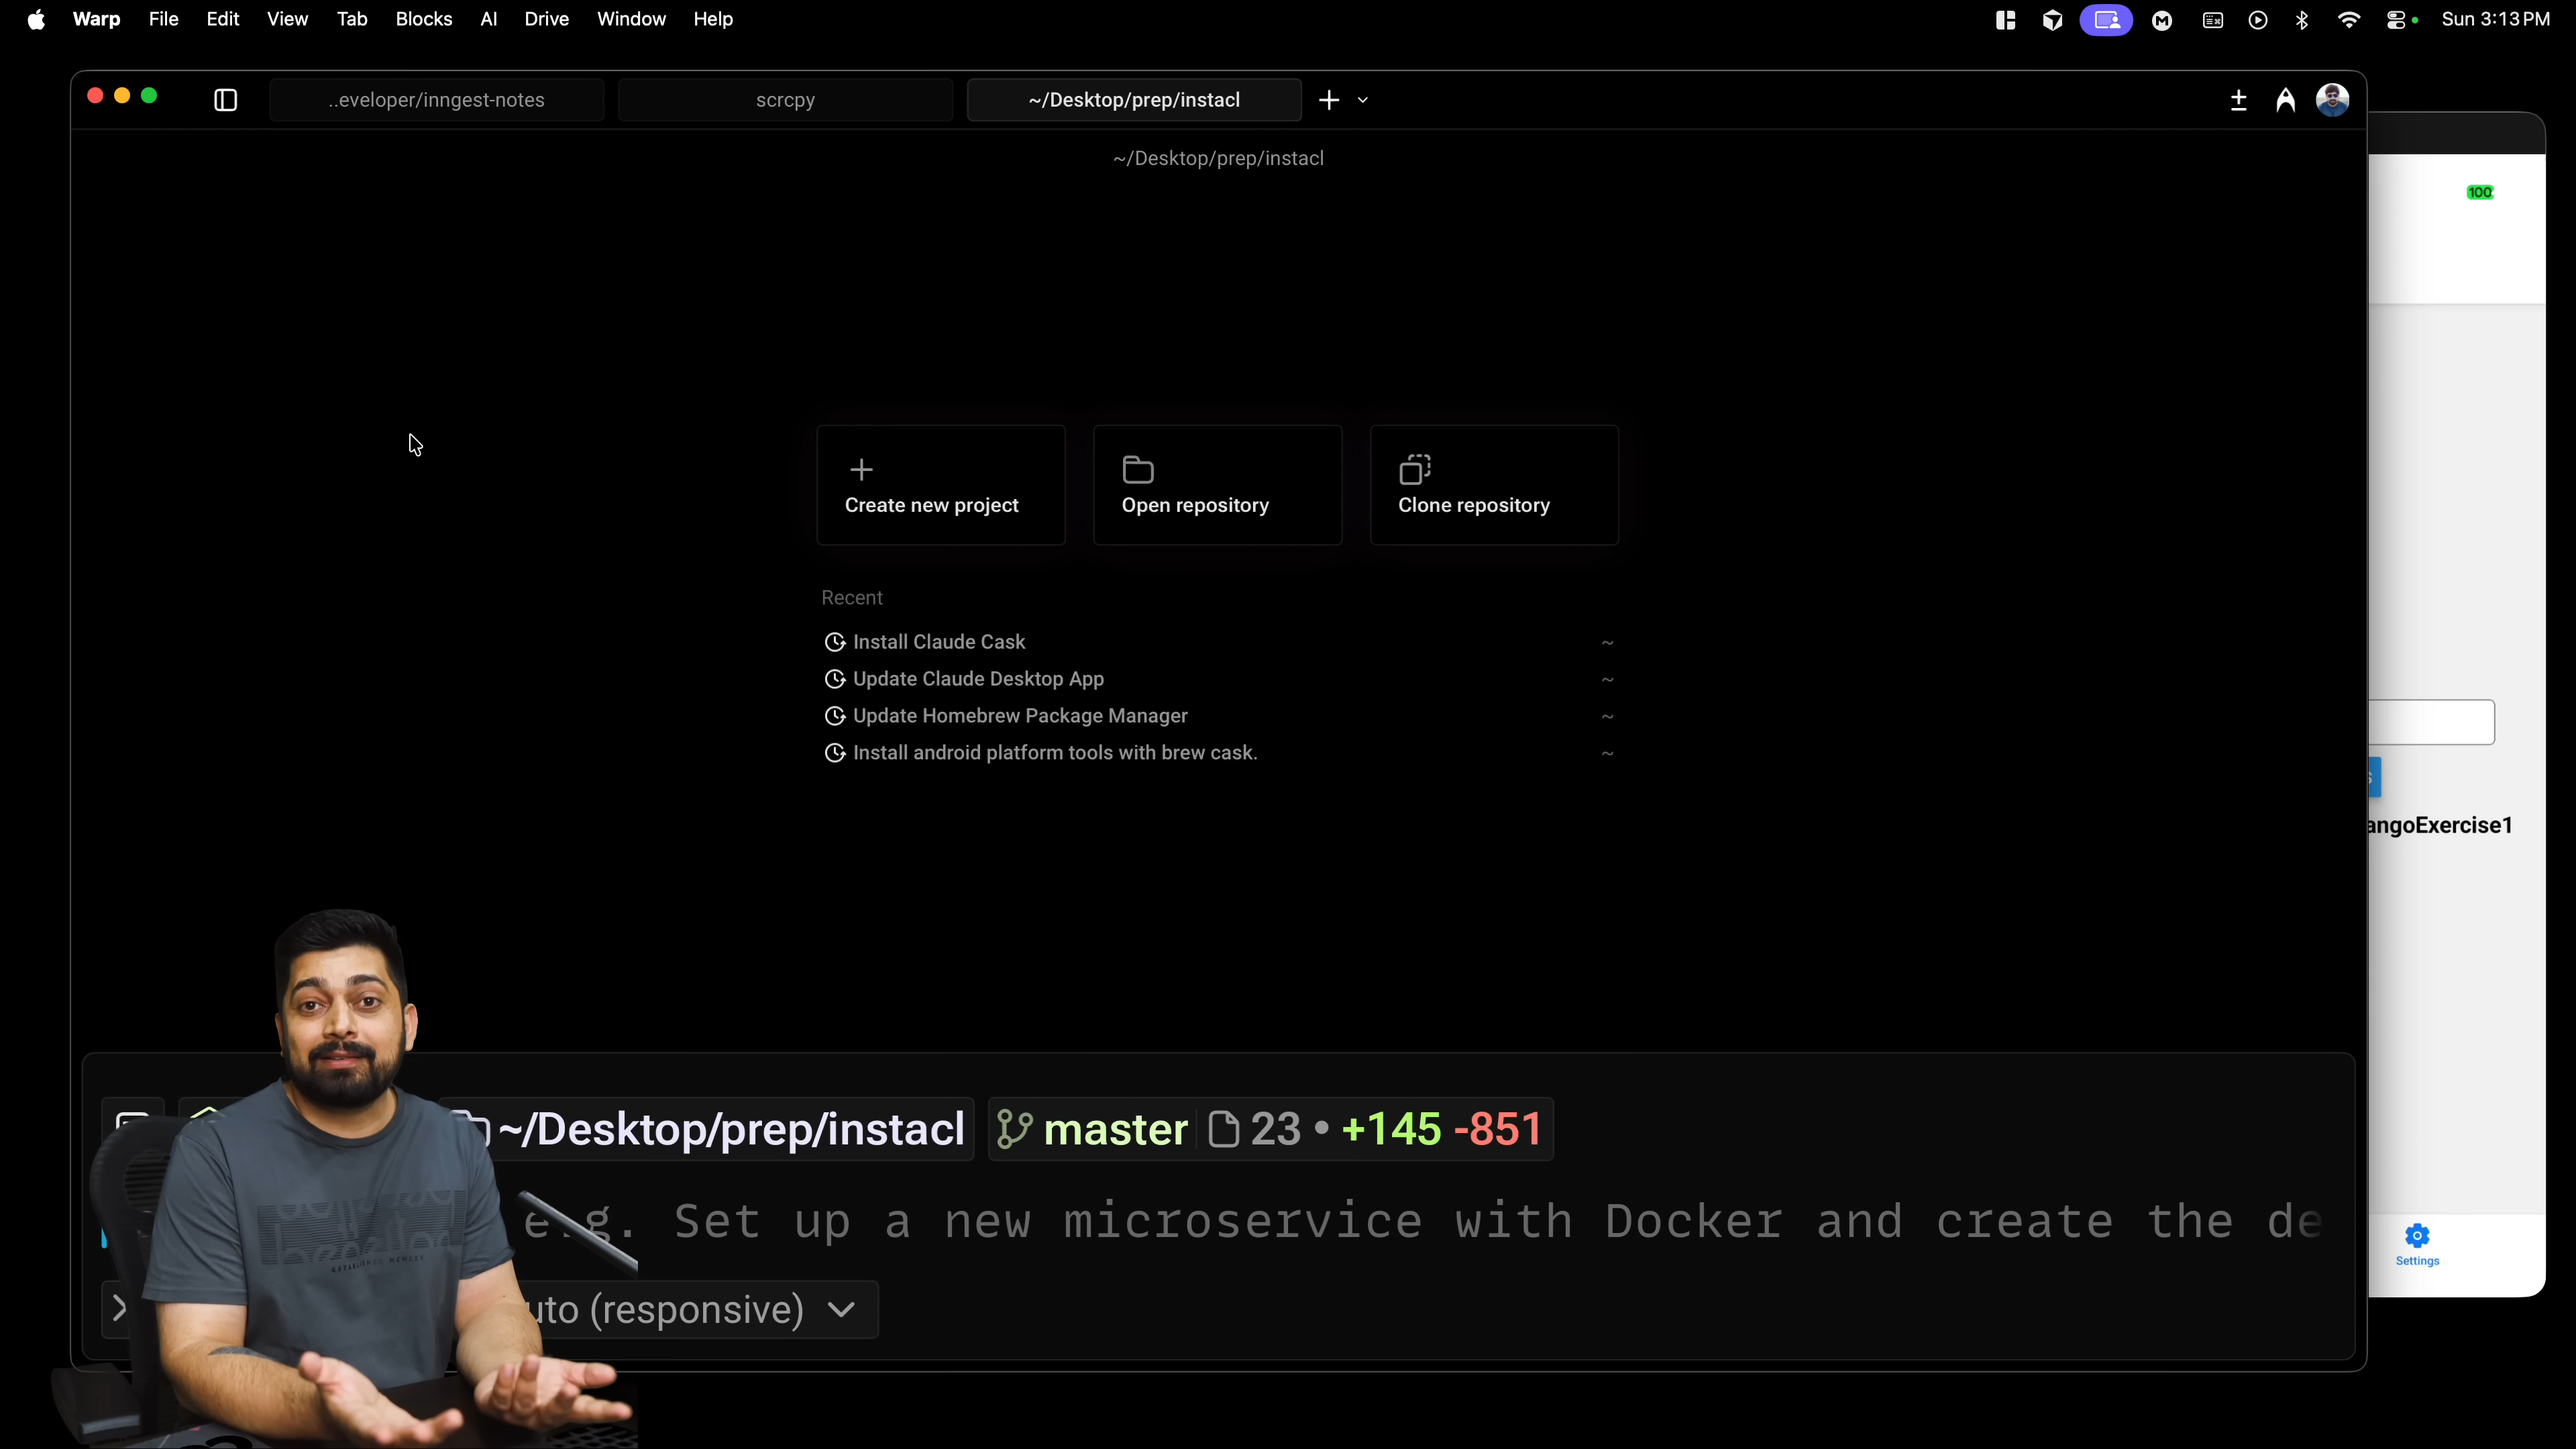 Warp File Edit View Tab Blocks AI Drive Window Help
Sun 3:13 PM
..eveloper/inngest-notes
scrcpy
~/Desktop/prep/instacl
~/Desktop/prep/instacl
100
Create new project
Open repository
Clone repository
Recent
Install Claude Cask ~
Update Claude Desktop App ~
Update Homebrew Package Manager ~
Install android platform tools with brew cask. ~
angoExercise1
~/Desktop/prep/instacl
master 23 • +145 -851
e.g. Set up a new microservice with Docker and create the de
uto (responsive)
Settings